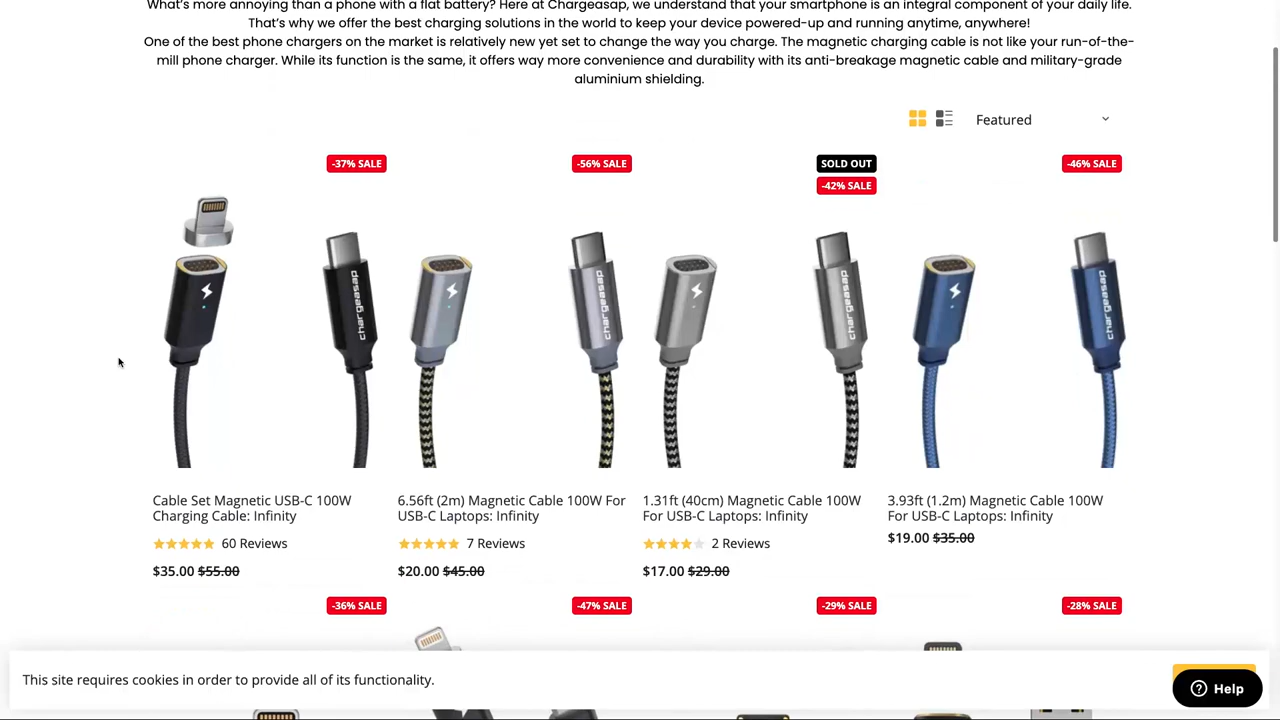 What's more annoying than a phone with a flat battery? Here at Chargeasap, we understand that your smartphone is an integral component of your daily life.
That's why we offer the best charging solutions in the world to keep your device powered-up and running anytime, anywhere!
One of the best phone chargers on the market is relatively new yet set to change the way you charge. The magnetic charging cable is not like your run-of-the-
mill phone charger. While its function is the same, it offers way more convenience and durability with its anti-breakage magnetic cable and military-grade
aluminium shielding.
Featured
-37% SALE
-56% SALE
SOLD OUT
-42% SALE
-46% SALE
chargeasap
chargeasap
chargeasap
chargeasap
Cable Set Magnetic USB-C 100W
Charging Cable: Infinity
60 Reviews
$35.00 $55.00
6.56ft (2m) Magnetic Cable 100W For
USB-C Laptops: Infinity
7 Reviews
$20.00 $45.00
1.31ft (40cm) Magnetic Cable 100W
For USB-C Laptops: Infinity
2 Reviews
$17.00 $29.00
3.93ft (1.2m) Magnetic Cable 100W
For USB-C Laptops: Infinity
$19.00 $35.00
-36% SALE
-47% SALE
-29% SALE
-28% SALE
This site requires cookies in order to provide all of its functionality.
Help